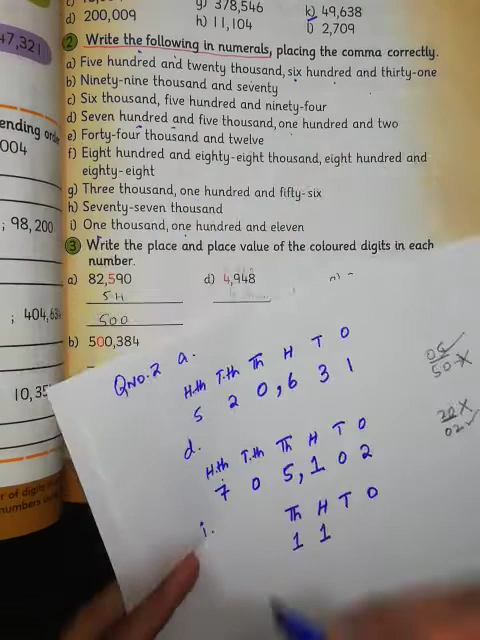 g) 378,546
k) 49,638
d) 200,009
h) 11,104
l) 2,709
47,321
2 Write the following in numerals, placing the comma correctly.
a) Five hundred and twenty thousand, six hundred and thirty-one
b) Ninety-nine thousand and seventy
c) Six thousand, five hundred and ninety-four
d) Seven hundred and five thousand, one hundred and two
e) Forty-four thousand and twelve
f) Eight hundred and eighty-eight thousand, eight hundred and
eighty-eight
g) Three thousand, one hundred and fifty-six
h) Seventy-seven thousand
i) One thousand, one hundred and eleven
3 Write the place and place value of the coloured digits in each
number.
a) 82,590
d) 4,948
5H
500
b) 500,384
ending
004
; 98,200
; 404,63
10,35
r of digits
numbers
QNO.2 a.
H.th T.th Th H T O
5 2 0,6 3 1
d.
H.th T.th Th H T O
7 0 5,1 0 2
i.
Th H T O
1 1
05
50 ×
20 ×
02